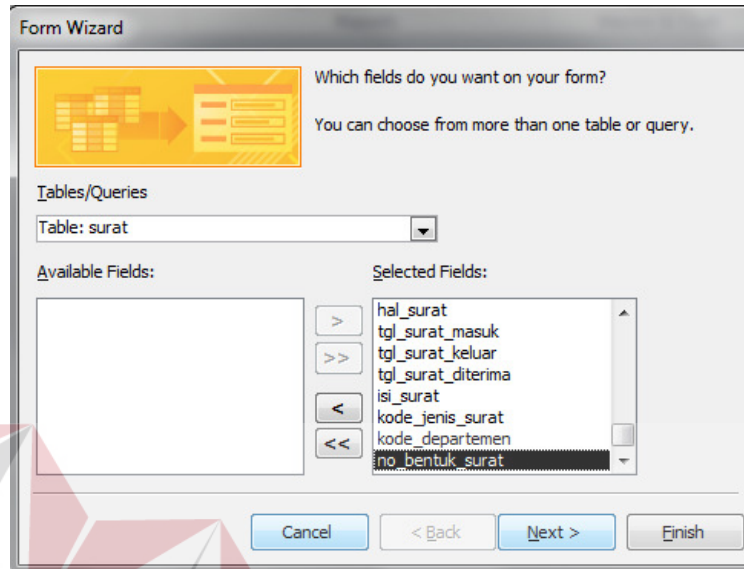 Form Wizard
Which fields do you want on your form?
You can choose from more than one table or query.
Tables/Queries
Table: surat
Available Fields:
Selected Fields:
>
>>
<
<<
hal_surat
tgl_surat_masuk
tgl_surat_keluar
tgl_surat_diterima
isi_surat
kode_jenis_surat
kode_departemen
no_bentuk_surat
Cancel
< Back
Next >
Finish